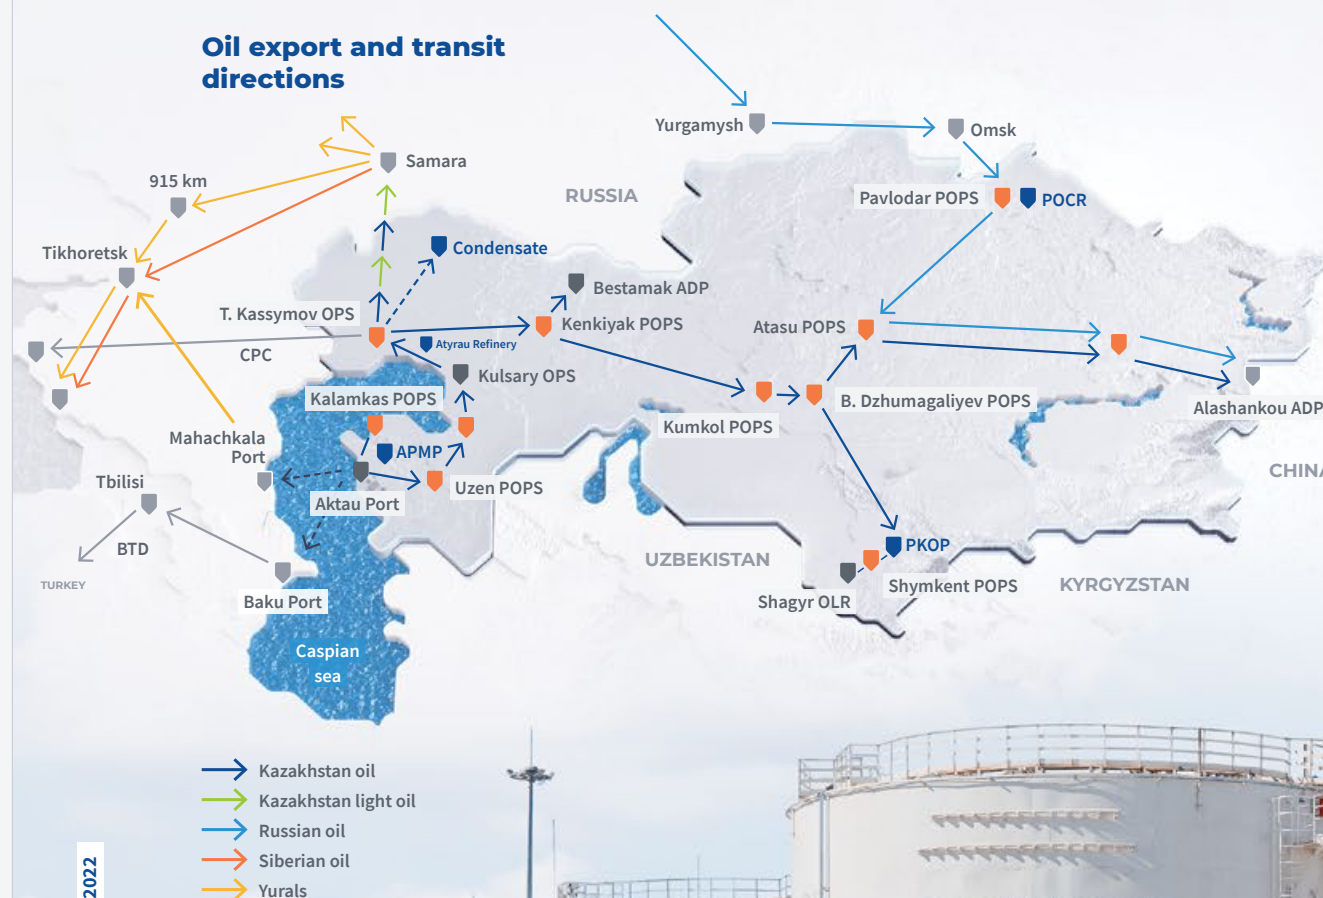 Oil export and transit
directions
Yurgamysh
Omsk
Samara
RUSSIA
915 km
Pavlodar POPS
POCR
Tikhoretsk
Condensate
Bestamak ADP
T. Kassymov OPS
Kenkiyak POPS
Atasu POPS
Atyrau Refinery
CPC
Kulsary OPS
Kalamkas POPS
B. Dzhumagaliyev POPS
Alashankou ADP
Kumkol POPS
Mahachkala
Port
APMP
CHINA
Tbilisi
Uzen POPS
Aktau Port
BTD
PKOP
UZBEKISTAN
TURKEY
Shymkent POPS
KYRGYZSTAN
Baku Port
Shagyr OLR
Caspian
sea
Kazakhstan oil
Kazakhstan light oil
Russian oil
Siberian oil
Yurals
2022